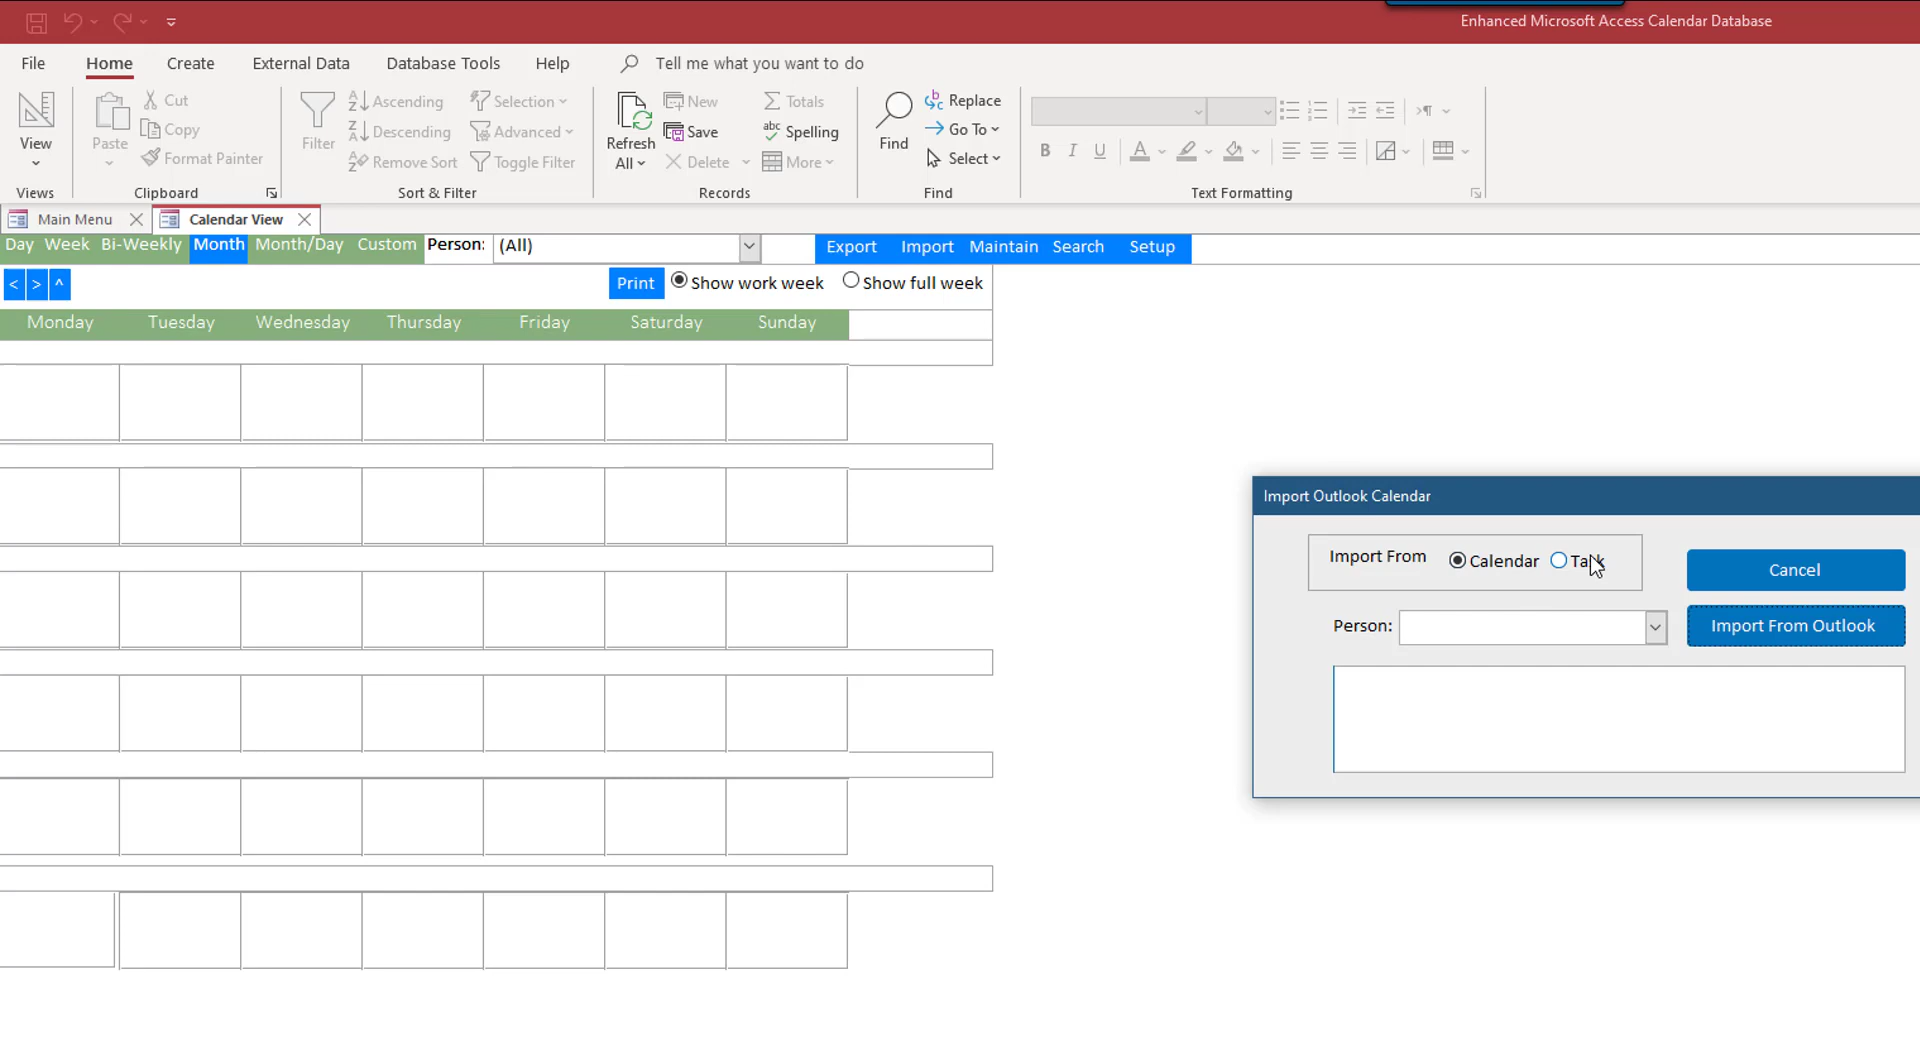 Enhanced Microsoft Access Calendar Database
File Home Create External Data Database Tools Help Tell me what you want to do
View
Views
Paste
Cut
Copy
Format Painter
Clipboard
Filter
Ascending
Descending
Remove Sort
Selection
Advanced
Toggle Filter
Sort & Filter
Refresh
All
New
Save
Delete
Totals
Spelling
More
Records
Find
Replace
Go To
Select
Find
B I U
Text Formatting
Main Menu Calendar View
Day Week Bi-Weekly Month Month/Day Custom Person: (All) Export Import Maintain Search Setup
< > ^ Print Show work week Show full week
Monday Tuesday Wednesday Thursday Friday Saturday Sunday
Import Outlook Calendar
Import From Calendar Task Cancel
Person: Import From Outlook